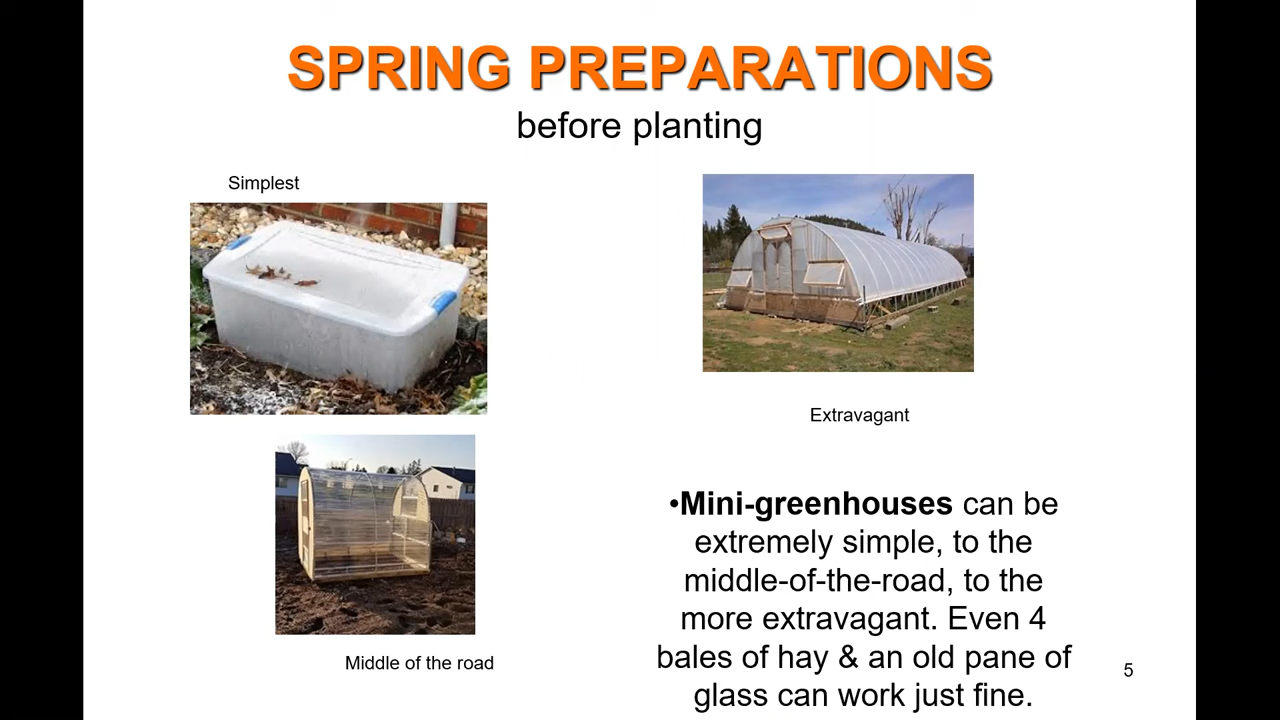 SPRING PREPARATIONS
before planting
Simplest
Extravagant
Middle of the road
•Mini-greenhouses can be
extremely simple, to the
middle-of-the-road, to the
more extravagant. Even 4
bales of hay & an old pane of
glass can work just fine.
5